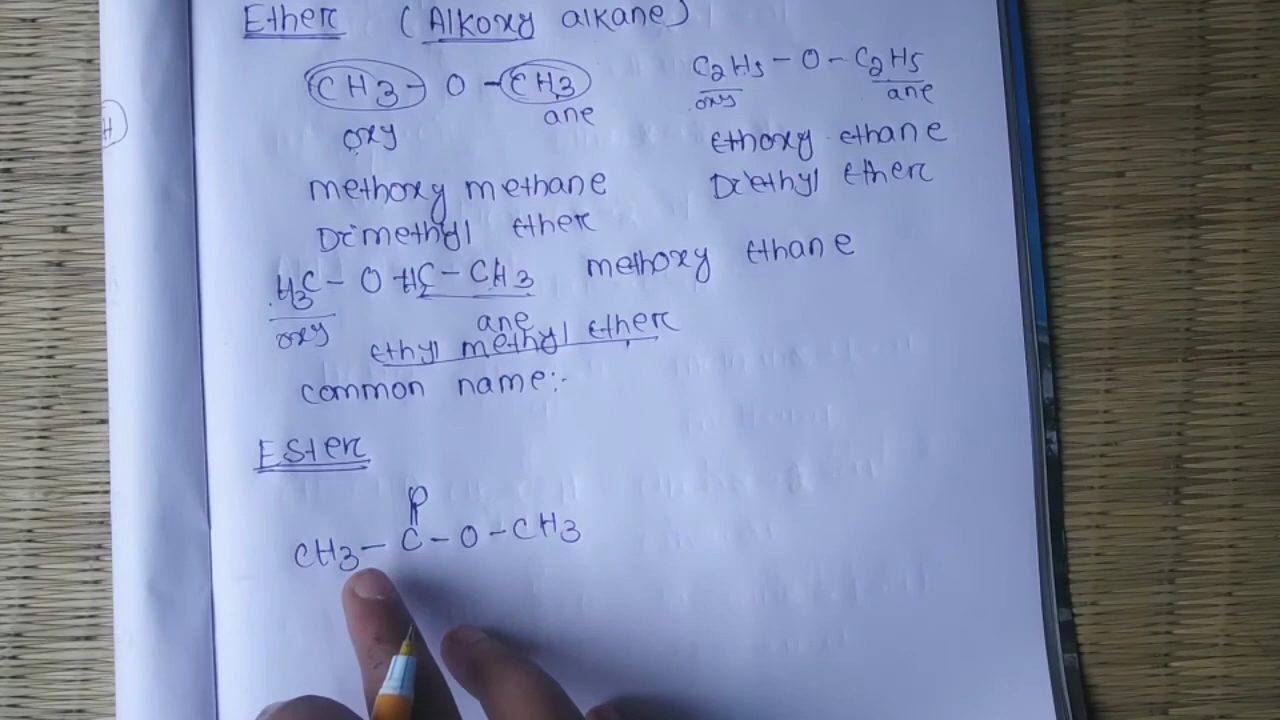 Ether (Alkoxy alkane)
CH3 - O - CH3
oxy ane
methoxy methane
Dimethyl ether
C2H5 - O - C2H5
oxy ane
Ethoxy ethane
Diethyl ether
H3C - O + HC - CH3 methoxy Ethane
oxy ane
ethyl methyl ether
common name:-
Ester
O
CH3 - C - O - CH3
H